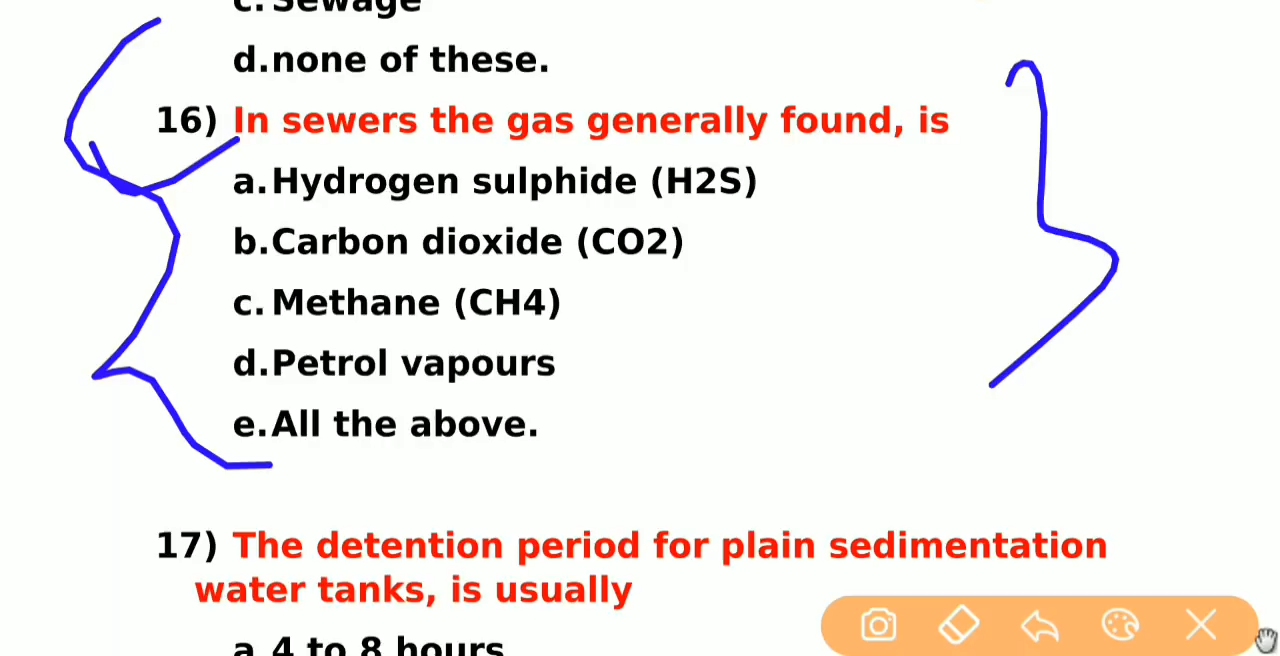 c. Sewage
d.none of these.
16) In sewers the gas generally found, is
a.Hydrogen sulphide (H2S)
b.Carbon dioxide (CO2)
c. Methane (CH4)
d.Petrol vapours
e.All the above.
17) The detention period for plain sedimentation
water tanks, is usually
a 4 to 8 hours